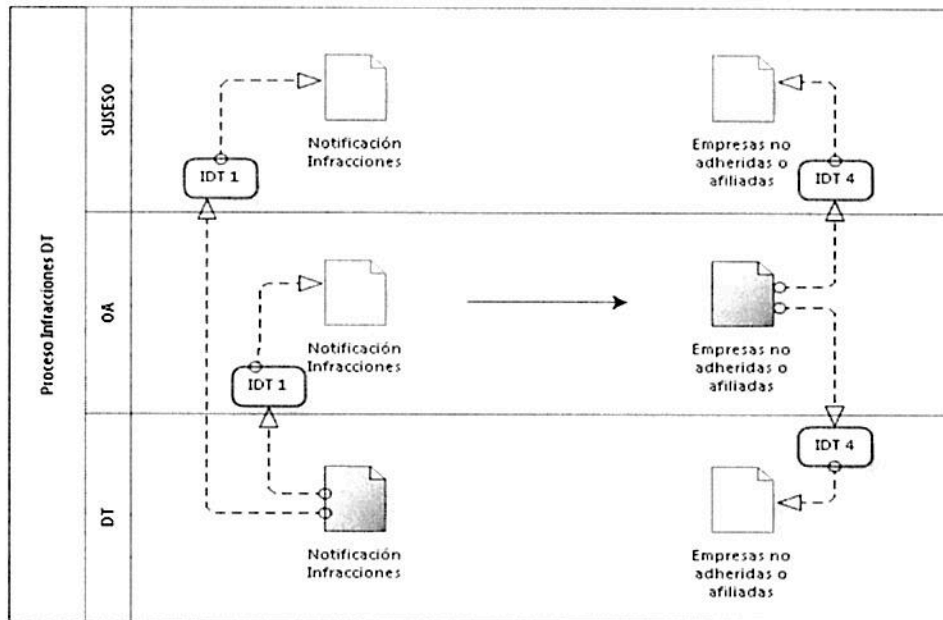 Proceso Infracciones DT
SUSESO
Notificación
Infracciones
IDT 1
Empresas no
adheridas o
afiliadas
IDT 4
OA
Notificación
Infracciones
IDT 1
Empresas no
adheridas o
afiliadas
DT
Notificación
Infracciones
IDT 4
Empresas no
adheridas o
afiliadas